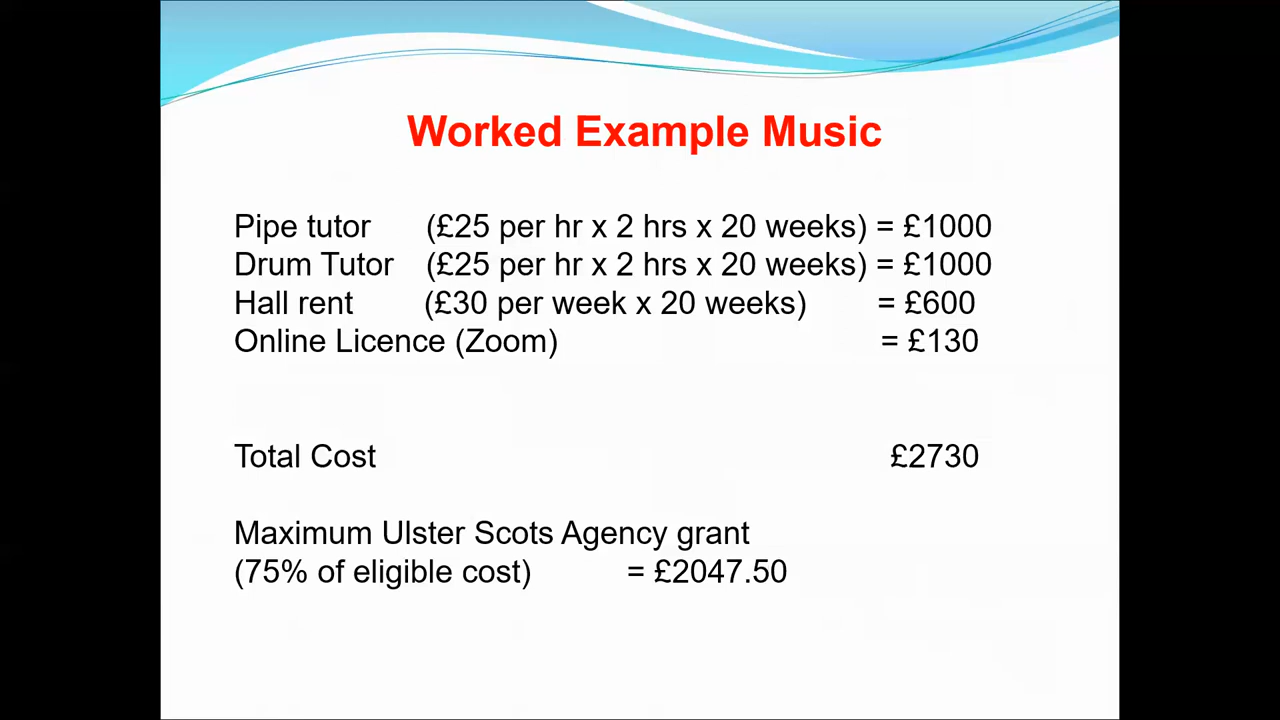 Worked Example Music
Pipe tutor (£25 per hr x 2 hrs x 20 weeks) = £1000
Drum Tutor (£25 per hr x 2 hrs x 20 weeks) = £1000
Hall rent (£30 per week x 20 weeks) = £600
Online Licence (Zoom) = £130
Total Cost £2730
Maximum Ulster Scots Agency grant
(75% of eligible cost) = £2047.50